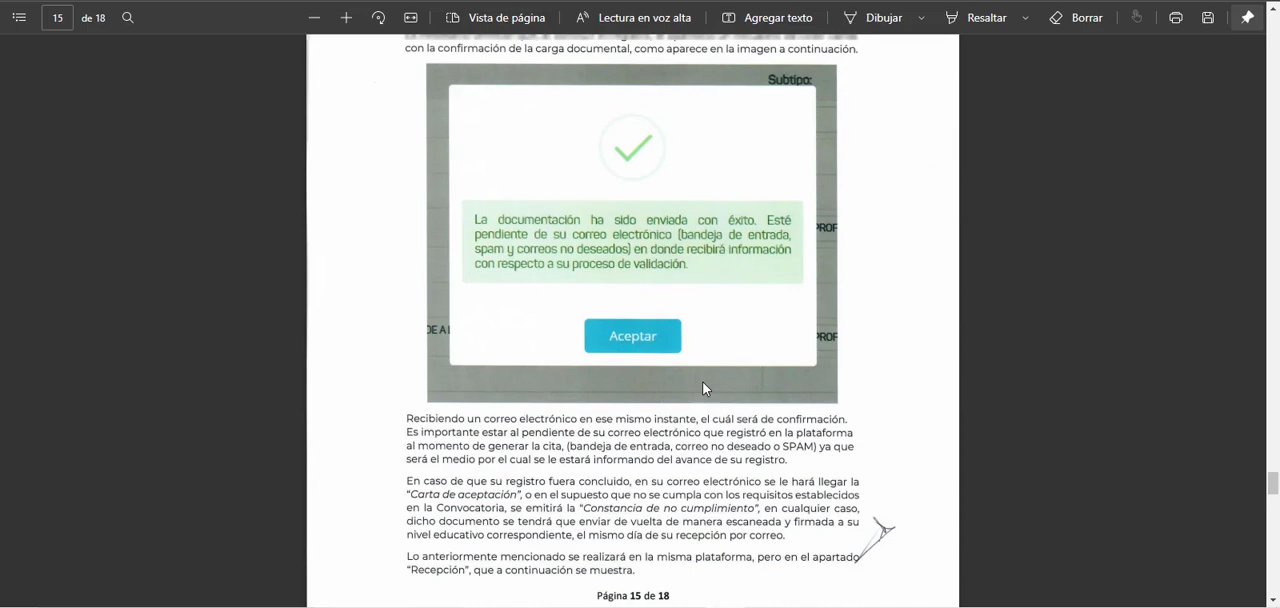 15
de 18
Vista de página
Lectura en voz alta
Agregar texto
Dibujar
Resaltar
Borrar
con la confirmación de la carga documental, como aparece en la imagen a continuación.
Subtipo:
La documentación ha sido enviada con éxito. Esté
pendiente de su correo electrónico (bandeja de entrada,
spam y correos no deseados) en donde recibirá información
con respecto a su proceso de validación.
PROF
DE A L
PROF
Aceptar
Recibiendo un correo electrónico en ese mismo instante, el cuál será de confirmación.
Es importante estar al pendiente de su correo electrónico que registró en la plataforma
al momento de generar la cita, (bandeja de entrada, correo no deseado o SPAM) ya que
será el medio por el cual se le estará informando del avance de su registro.
En caso de que su registro fuera concluido, en su correo electrónico se le hará llegar la
"Carta de aceptación", o en el supuesto que no se cumpla con los requisitos establecidos
en la Convocatoria, se emitirá la "Constancia de no cumplimiento", en cualquier caso,
dicho documento se tendrá que enviar de vuelta de manera escaneada y firmada a su
nivel educativo correspondiente, el mismo día de su recepción por correo.
Lo anteriormente mencionado se realizará en la misma plataforma, pero en el apartado
"Recepción", que a continuación se muestra.
Página 15 de 18